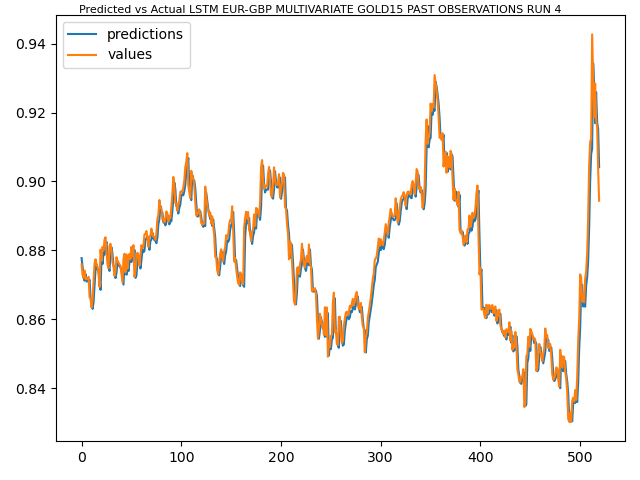 Predicted vs Actual LSTM EUR-GBP MULTIVARIATE GOLD15 PAST OBSERVATIONS RUN 4
predictions
values
0.94
0.92
0.90
0.88
0.86
0.84
0 100 200 300 400 500